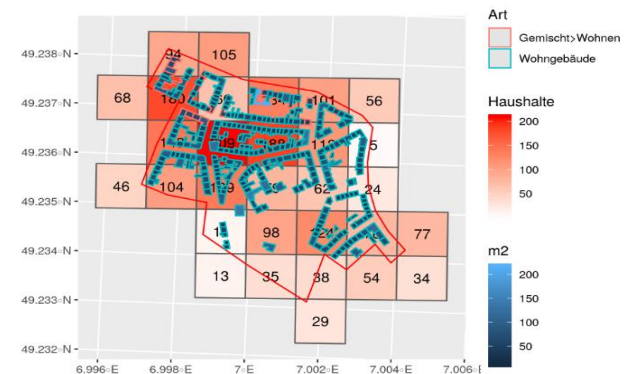 Art
Gemischt>Wohnen
Wohngebäude
Haushalte
200
150
100
50
m2
200
150
100
50
49.238°N
49.237°N
49.236°N
49.235°N
49.234°N
49.233°N
49.232°N
94 105
68 101 56
46 104 62 24
98 77
13 35 38 54 34
29
6.996°E 6.998°E 7°E 7.002°E 7.004°E 7.006°E